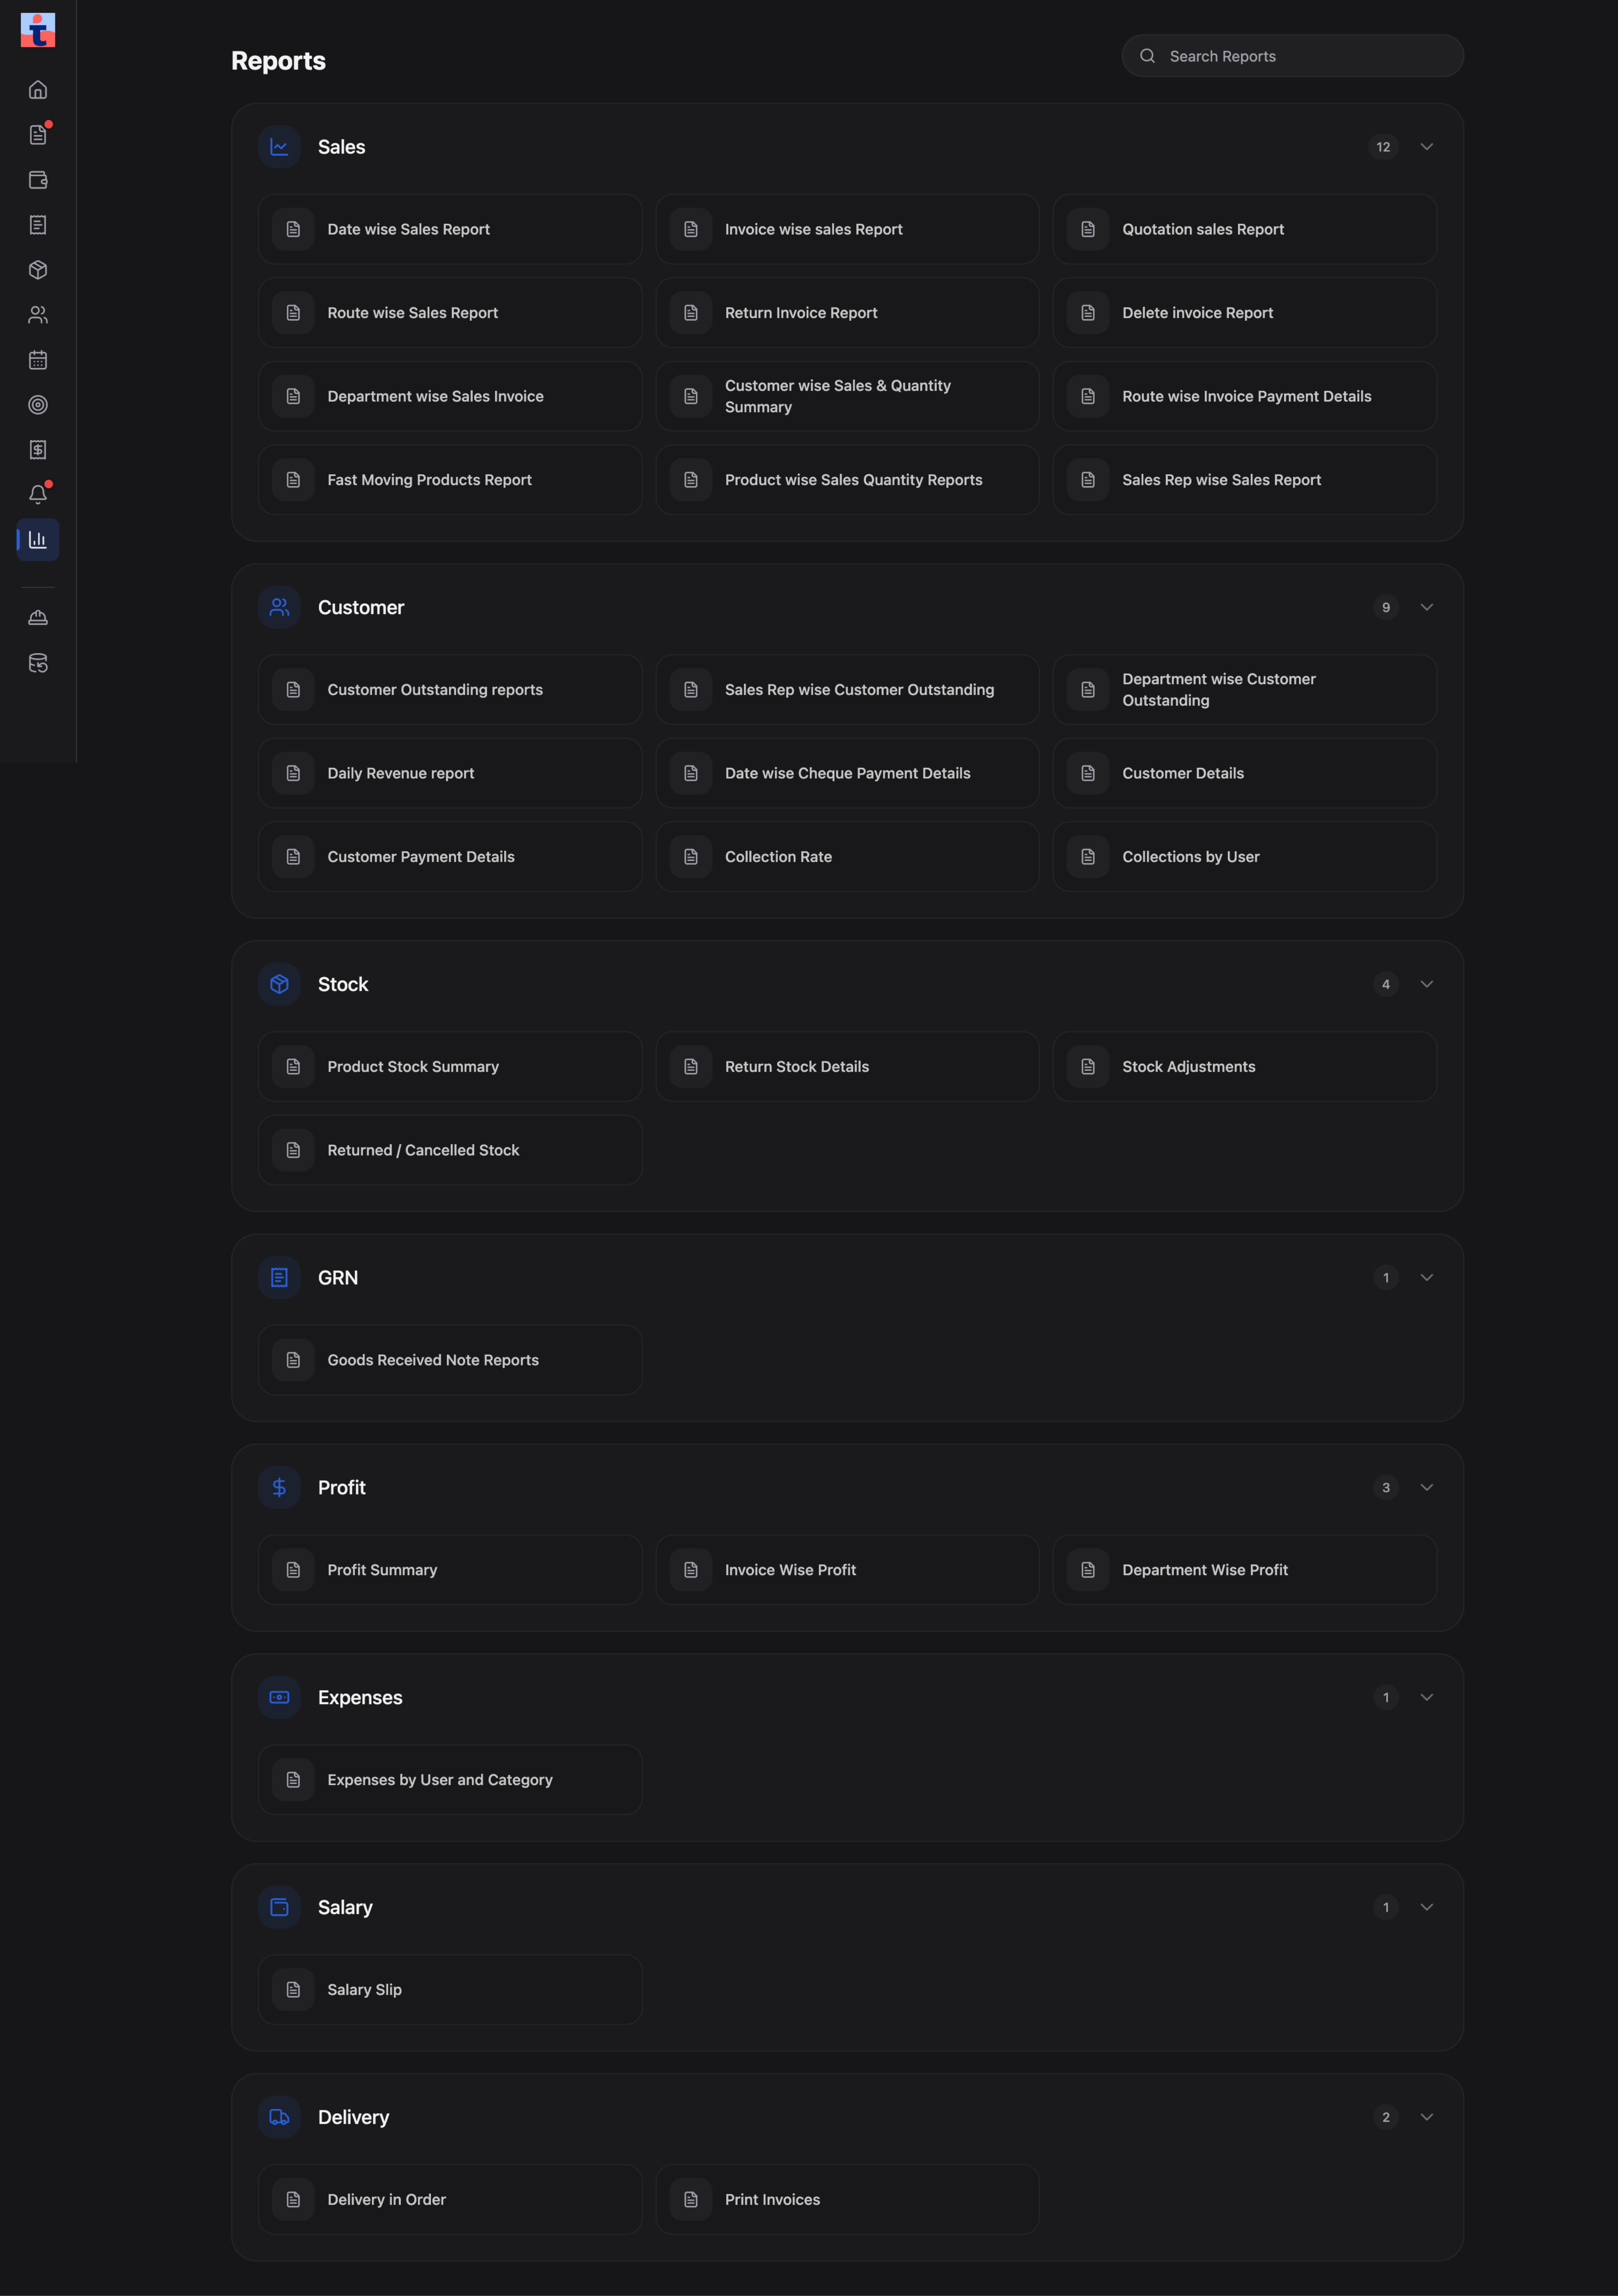 Reports
Search Reports
Sales
12
Date wise Sales Report
Invoice wise sales Report
Quotation sales Report
Route wise Sales Report
Return Invoice Report
Delete invoice Report
Department wise Sales Invoice
Customer wise Sales & Quantity
Summary
Route wise Invoice Payment Details
Fast Moving Products Report
Product wise Sales Quantity Reports
Sales Rep wise Sales Report
Customer
9
Customer Outstanding reports
Sales Rep wise Customer Outstanding
Department wise Customer
Outstanding
Daily Revenue report
Date wise Cheque Payment Details
Customer Details
Customer Payment Details
Collection Rate
Collections by User
Stock
4
Product Stock Summary
Return Stock Details
Stock Adjustments
Returned / Cancelled Stock
GRN
1
Goods Received Note Reports
Profit
3
Profit Summary
Invoice Wise Profit
Department Wise Profit
Expenses
1
Expenses by User and Category
Salary
1
Salary Slip
Delivery
2
Delivery in Order
Print Invoices